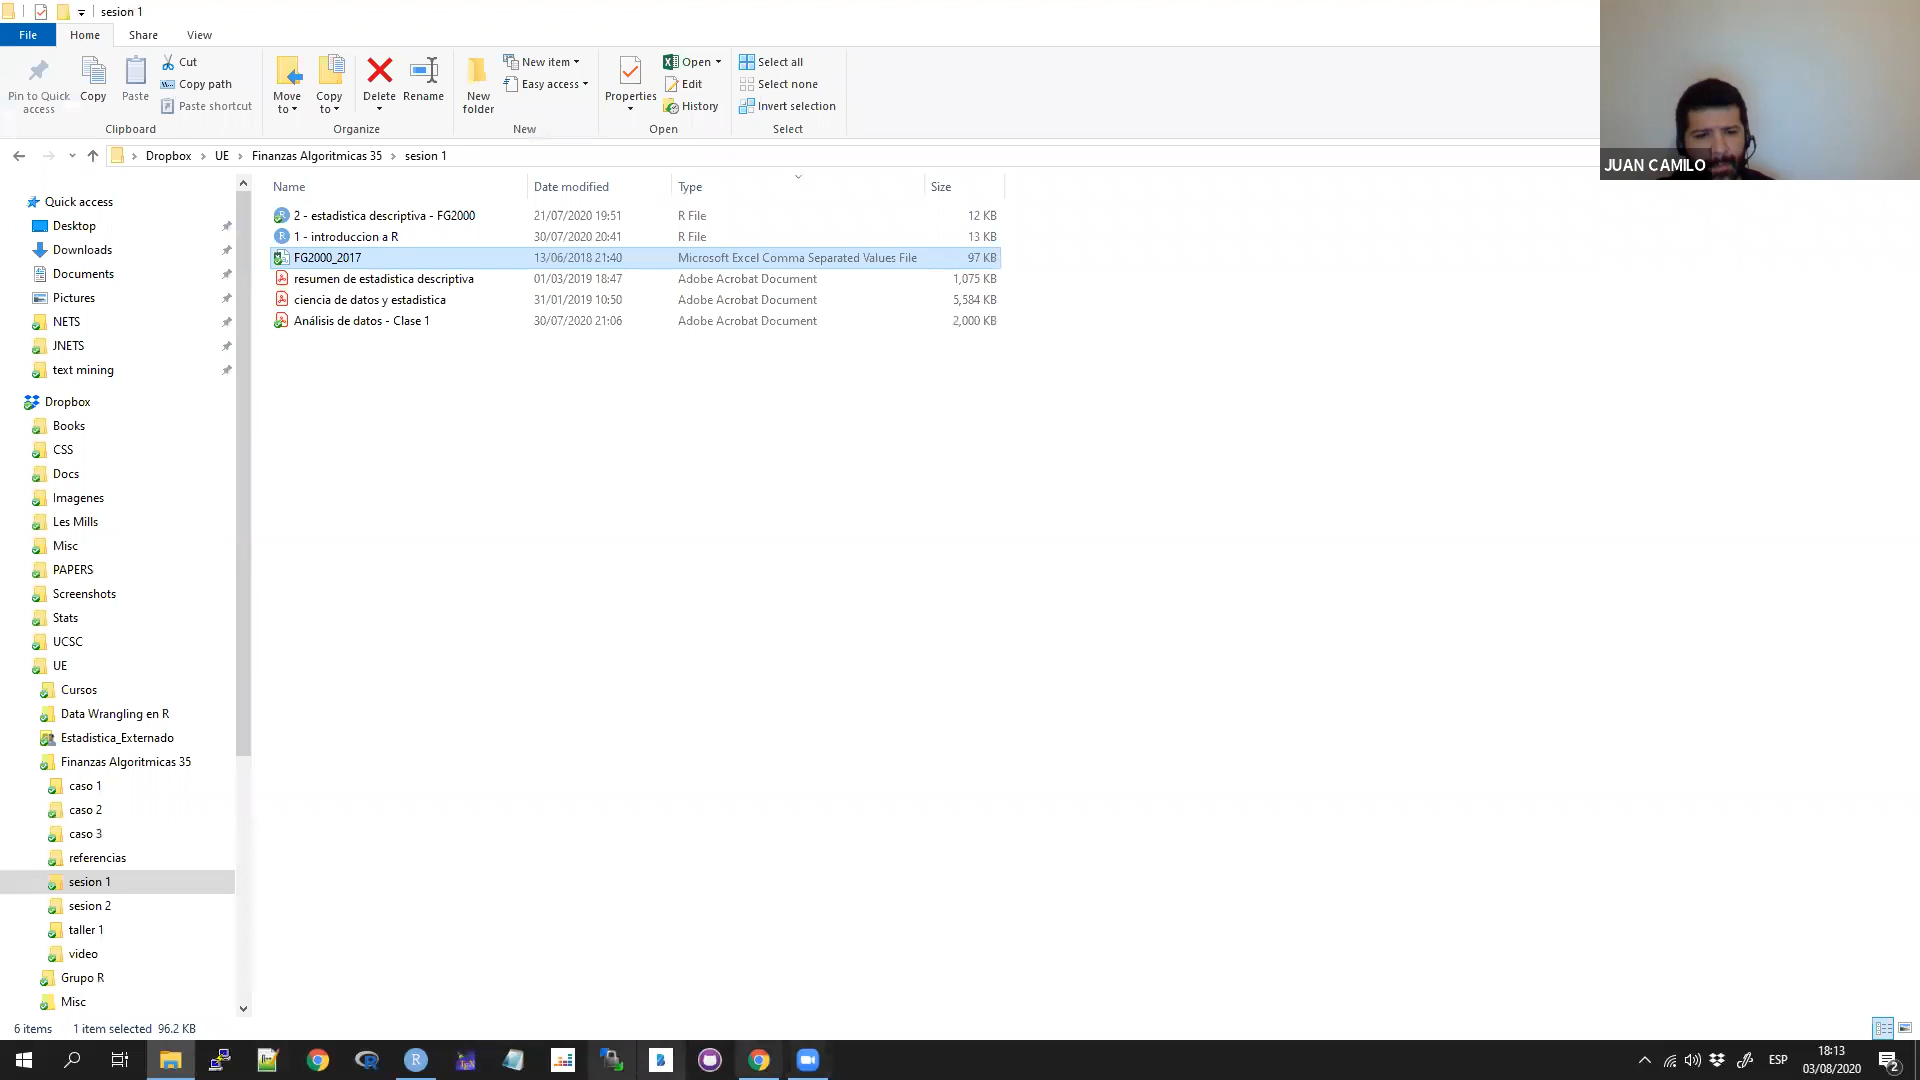 sesion 1
File Home Share View
Pin to Quick access
Copy
Paste
Cut
Copy path
Paste shortcut
Clipboard
Move to
Copy to
Delete
Rename
Organize
New folder
New item
Easy access
New
Properties
Open
Edit
History
Open
Select all
Select none
Invert selection
Select
JUAN CAMILO
Dropbox UE Finanzas Algoritmicas 35 sesion 1
Name Date modified Type Size
2 - estadistica descriptiva - FG2000 21/07/2020 19:51 R File 12 KB
1 - introduccion a R 30/07/2020 20:41 R File 13 KB
FG2000_2017 13/06/2018 21:40 Microsoft Excel Comma Separated Values File 97 KB
resumen de estadistica descriptiva 01/03/2019 18:47 Adobe Acrobat Document 1,075 KB
ciencia de datos y estadistica 31/01/2019 10:50 Adobe Acrobat Document 5,584 KB
Análisis de datos - Clase 1 30/07/2020 21:06 Adobe Acrobat Document 2,000 KB
Quick access
Desktop
Downloads
Documents
Pictures
NETS
JNETS
text mining
Dropbox
Books
CSS
Docs
Imagenes
Les Mills
Misc
PAPERS
Screenshots
Stats
UCSC
UE
Cursos
Data Wrangling en R
Estadistica_Externado
Finanzas Algoritmicas 35
caso 1
caso 2
caso 3
referencias
sesion 1
sesion 2
taller 1
video
Grupo R
Misc
6 items 1 item selected 96.2 KB
ESP
18:13
03/08/2020
2